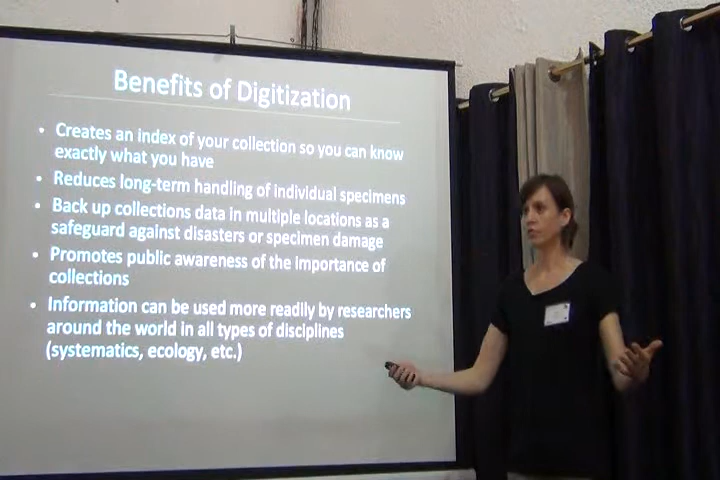 Benefits of Digitization
• Creates an index of your collection so you can know
exactly what you have
• Reduces long-term handling of individual specimens
• Back up collections data in multiple locations as a
safeguard against disasters or specimen damage
• Promotes public awareness of the importance of
collections
• Information can be used more readily by researchers
around the world in all types of disciplines
(systematics, ecology, etc.)